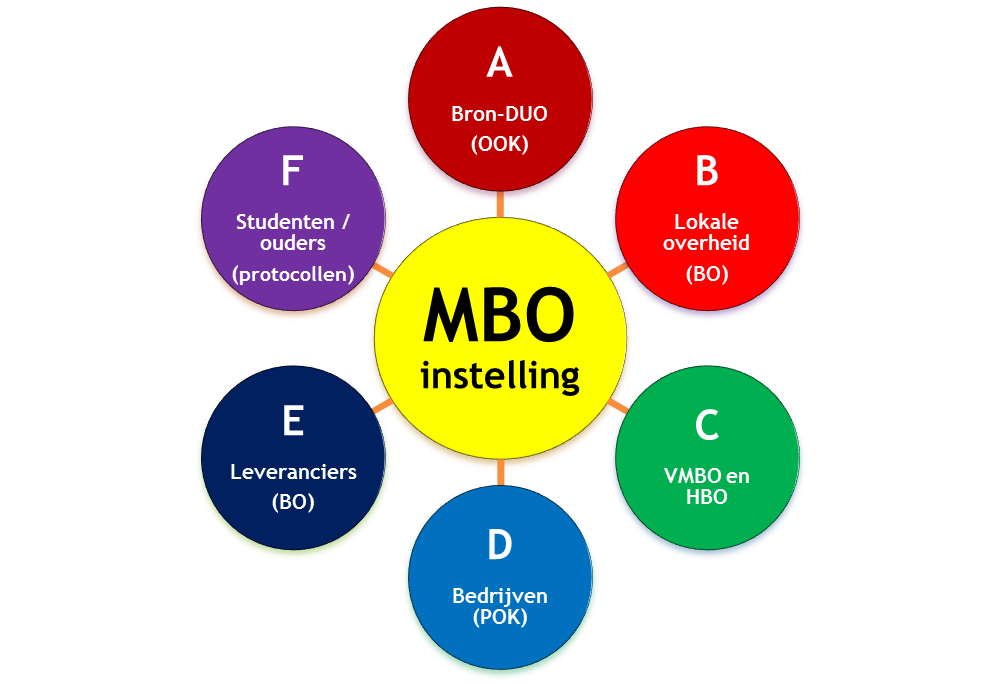 A
Bron-DUO
(OOK)
B
Lokale
overheid
(BO)
C
VMBO en
HBO
D
Bedrijven
(POK)
E
Leveranciers
(BO)
F
Studenten /
ouders
(protocollen)
MBO
instelling